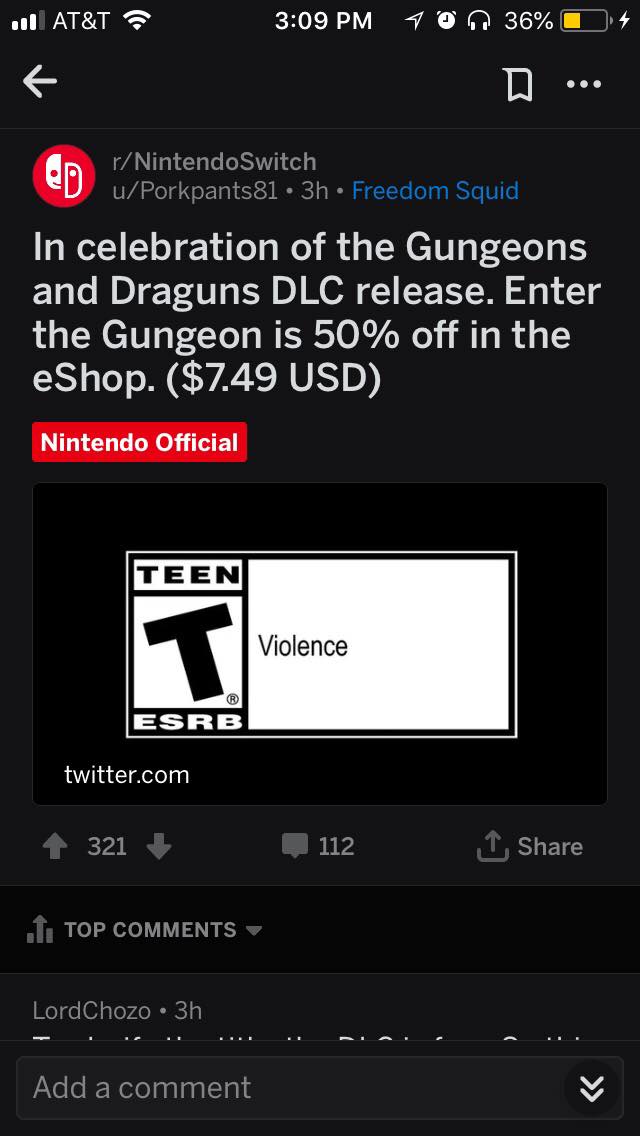 AT&T 3:09 PM 36%
r/NintendoSwitch
u/Porkpants81 • 3h • Freedom Squid
In celebration of the Gungeons
and Draguns DLC release. Enter
the Gungeon is 50% off in the
eShop. ($7.49 USD)
Nintendo Official
TEEN
T
®
ESRB
Violence
twitter.com
321 112 Share
TOP COMMENTS
LordChozo • 3h
Add a comment